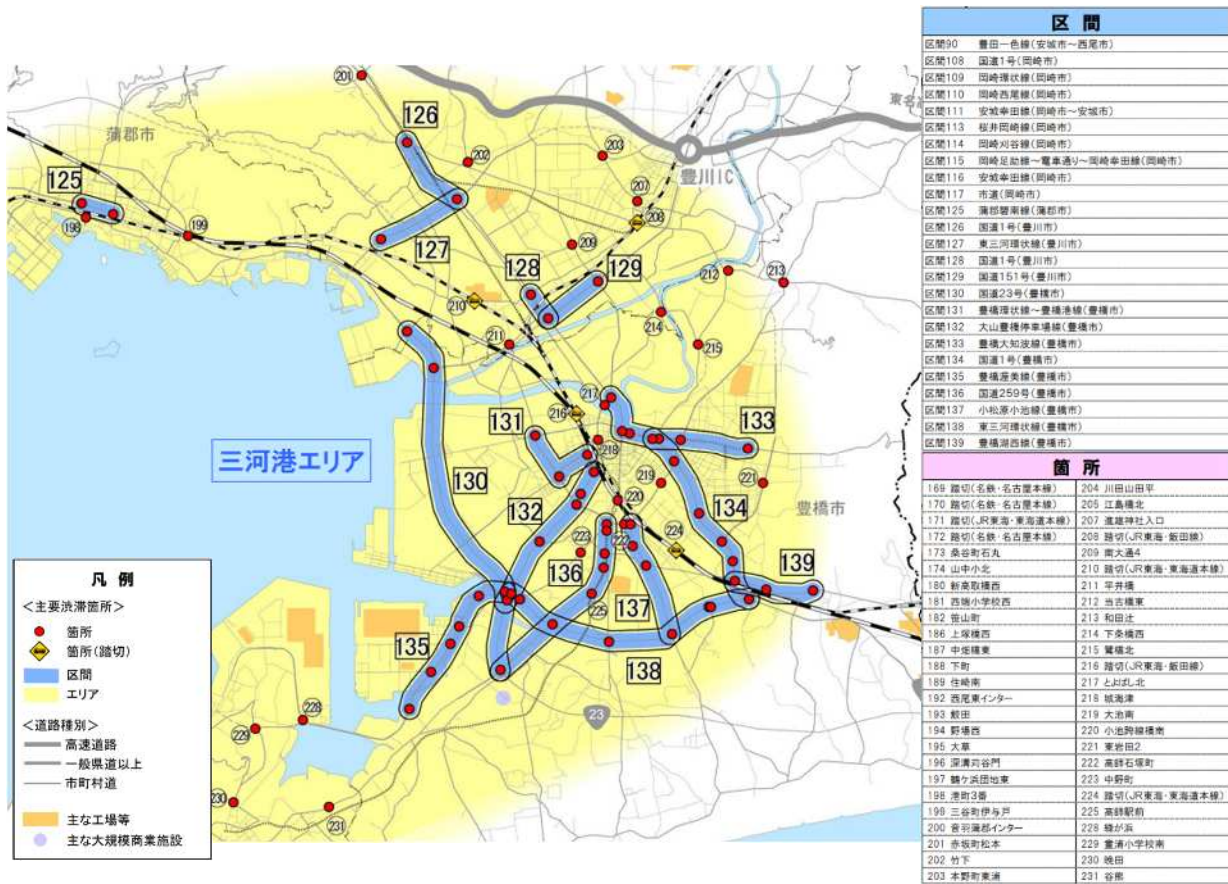 区間
区間90 豊田一色線(安城市～西尾市)
区間108 国道1号(岡崎市)
区間109 岡崎環状線(岡崎市)
区間110 岡崎西尾線(岡崎市)
区間111 安城幸田線(岡崎市～安城市)
区間113 桜井岡崎線(岡崎市)
区間114 岡崎刈谷線(岡崎市)
区間115 岡崎足助線～電車通り～岡崎幸田線(岡崎市)
区間116 安城幸田線(岡崎市)
区間117 市道(岡崎市)
区間125 蒲郡碧南線(蒲郡市)
区間126 国道1号(豊川市)
区間127 東三河環状線(豊川市)
区間128 国道1号(豊川市)
区間129 国道151号(豊川市)
区間130 国道23号(豊橋市)
区間131 豊橋環状線～豊橋港線(豊橋市)
区間132 大山豊橋停車場線(豊橋市)
区間133 豊橋大知波線(豊橋市)
区間134 国道1号(豊橋市)
区間135 豊橋渥美線(豊橋市)
区間136 国道259号(豊橋市)
区間137 小松原小池線(豊橋市)
区間138 東三河環状線(豊橋市)
区間139 豊橋湖西線(豊橋市)
箇所
169 踏切(名鉄・名古屋本線) 204 川田山田平
170 踏切(名鉄・名古屋本線) 205 江島橋北
171 踏切(JR東海・東海道本線) 207 進雄神社入口
172 踏切(名鉄・名古屋本線) 208 踏切(JR東海・飯田線)
173 桑谷町石丸 209 南大通4
174 山中小北 210 踏切(JR東海・東海道本線)
180 新高取橋西 211 平井橋
181 西端小学校西 212 当古橋東
182 笹山町 213 和田辻
186 上塚橋西 214 下条橋西
187 中畑橋東 215 鷺橋北
188 下町 216 踏切(JR東海・飯田線)
189 住崎南 217 とよばし北
192 西尾東インター 218 城海津
193 飯田 219 大池南
194 野場西 220 小池跨線橋南
195 大草 221 東岩田2
196 深溝刈谷門 222 高師石塚町
197 鶴ケ浜団地東 223 中野町
198 港町3番 224 踏切(JR東海・東海道本線)
199 三谷町伊与戸 225 高師駅前
200 音羽蒲郡インター 228 緑が浜
201 赤坂町松本 229 童浦小学校南
202 竹下 230 晩田
203 本野町東浦 231 谷熊
201
126
蒲郡市
202
203
東名
豊川IC
125
207
208
198
199
127
209
128
129
212
213
210
214
211
215
217
216
131
133
218
三河港エリア
130
219
221
220
132
134
豊橋市
224
223
222
136
139
225
137
135
138
228
229
23
230
231
凡例
＜主要渋滞箇所＞
箇所
箇所(踏切)
区間
エリア
＜道路種別＞
高速道路
一般県道以上
市町村道
主な工場等
主な大規模商業施設